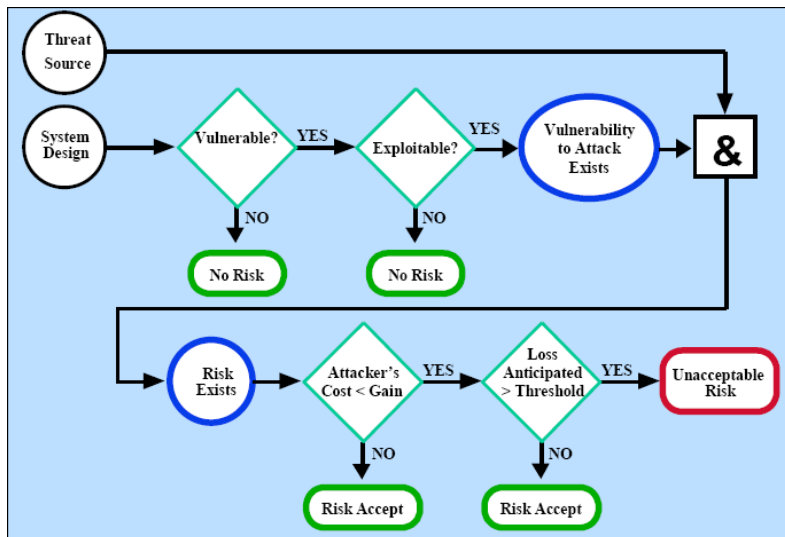 Threat
Source
System
Design
Vulnerable?
YES
Exploitable?
YES
Vulnerability
to Attack
Exists
&
NO
NO
No Risk
No Risk
Risk
Exists
Attacker's
Cost < Gain
YES
Loss
Anticipated
> Threshold
YES
Unacceptable
Risk
NO
NO
Risk Accept
Risk Accept